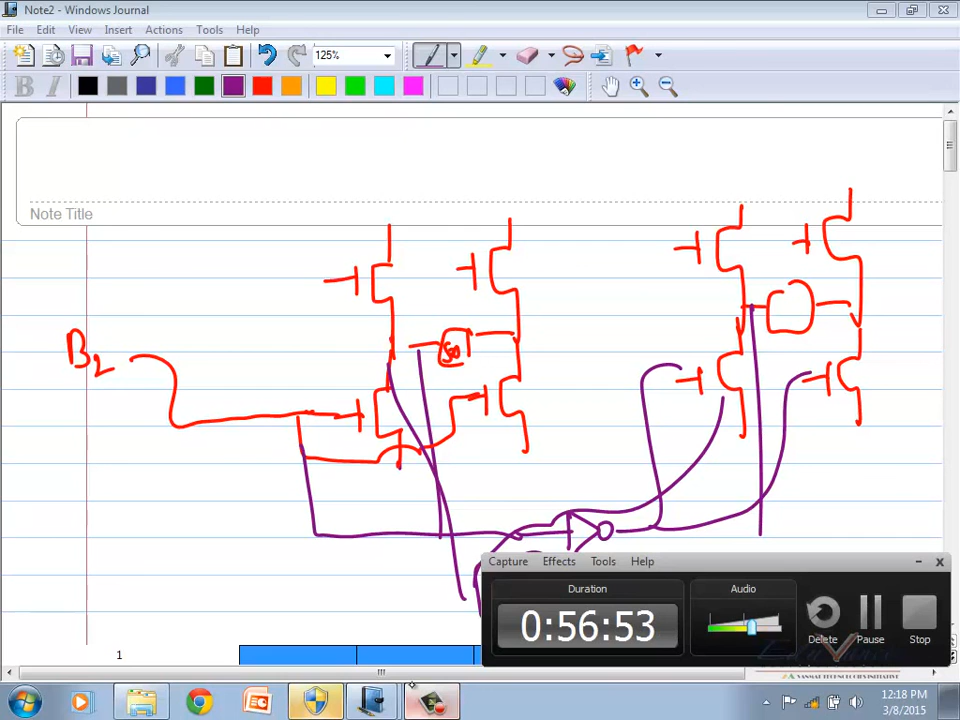 Note2 - Windows Journal
File Edit View Insert Actions Tools Help
125%
B I
Note Title
B2
50
Capture Effects Tools Help
Duration Audio
0:56:53
Delete Pause Stop
1
12:18 PM
3/8/2015